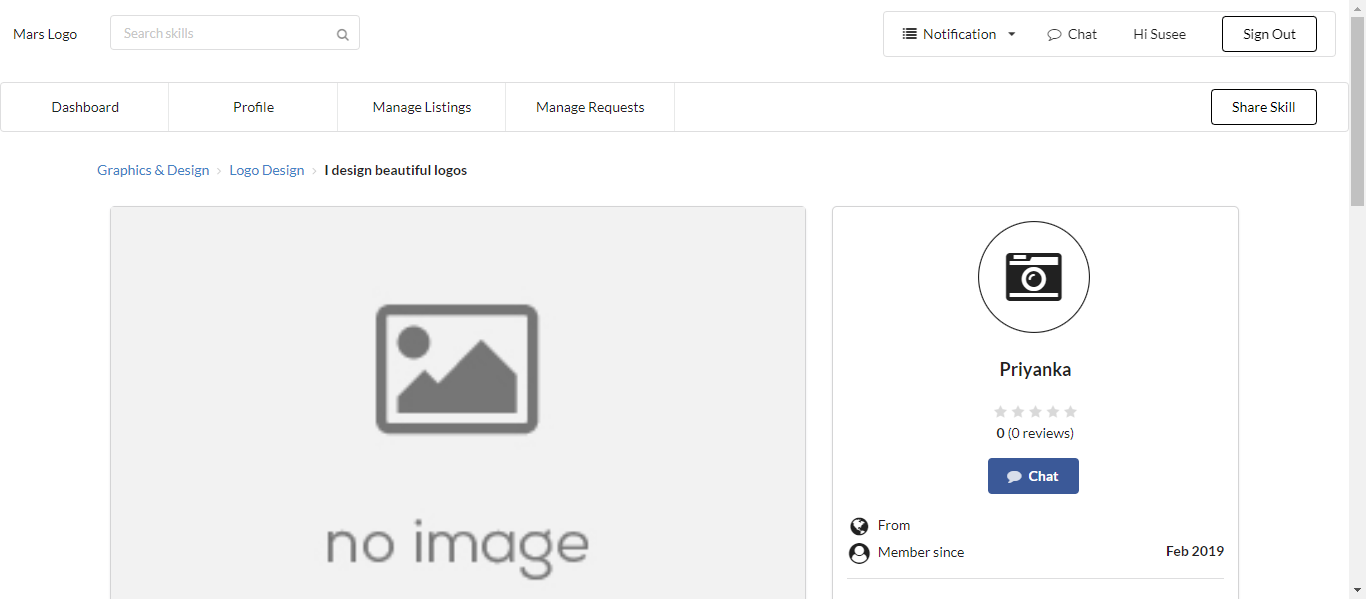 Mars Logo
Search skills
Notification
Chat
Hi Susee
Sign Out
Dashboard
Profile
Manage Listings
Manage Requests
Share Skill
Graphics & Design › Logo Design › I design beautiful logos
no image
Priyanka
0 (0 reviews)
Chat
From
Member since Feb 2019